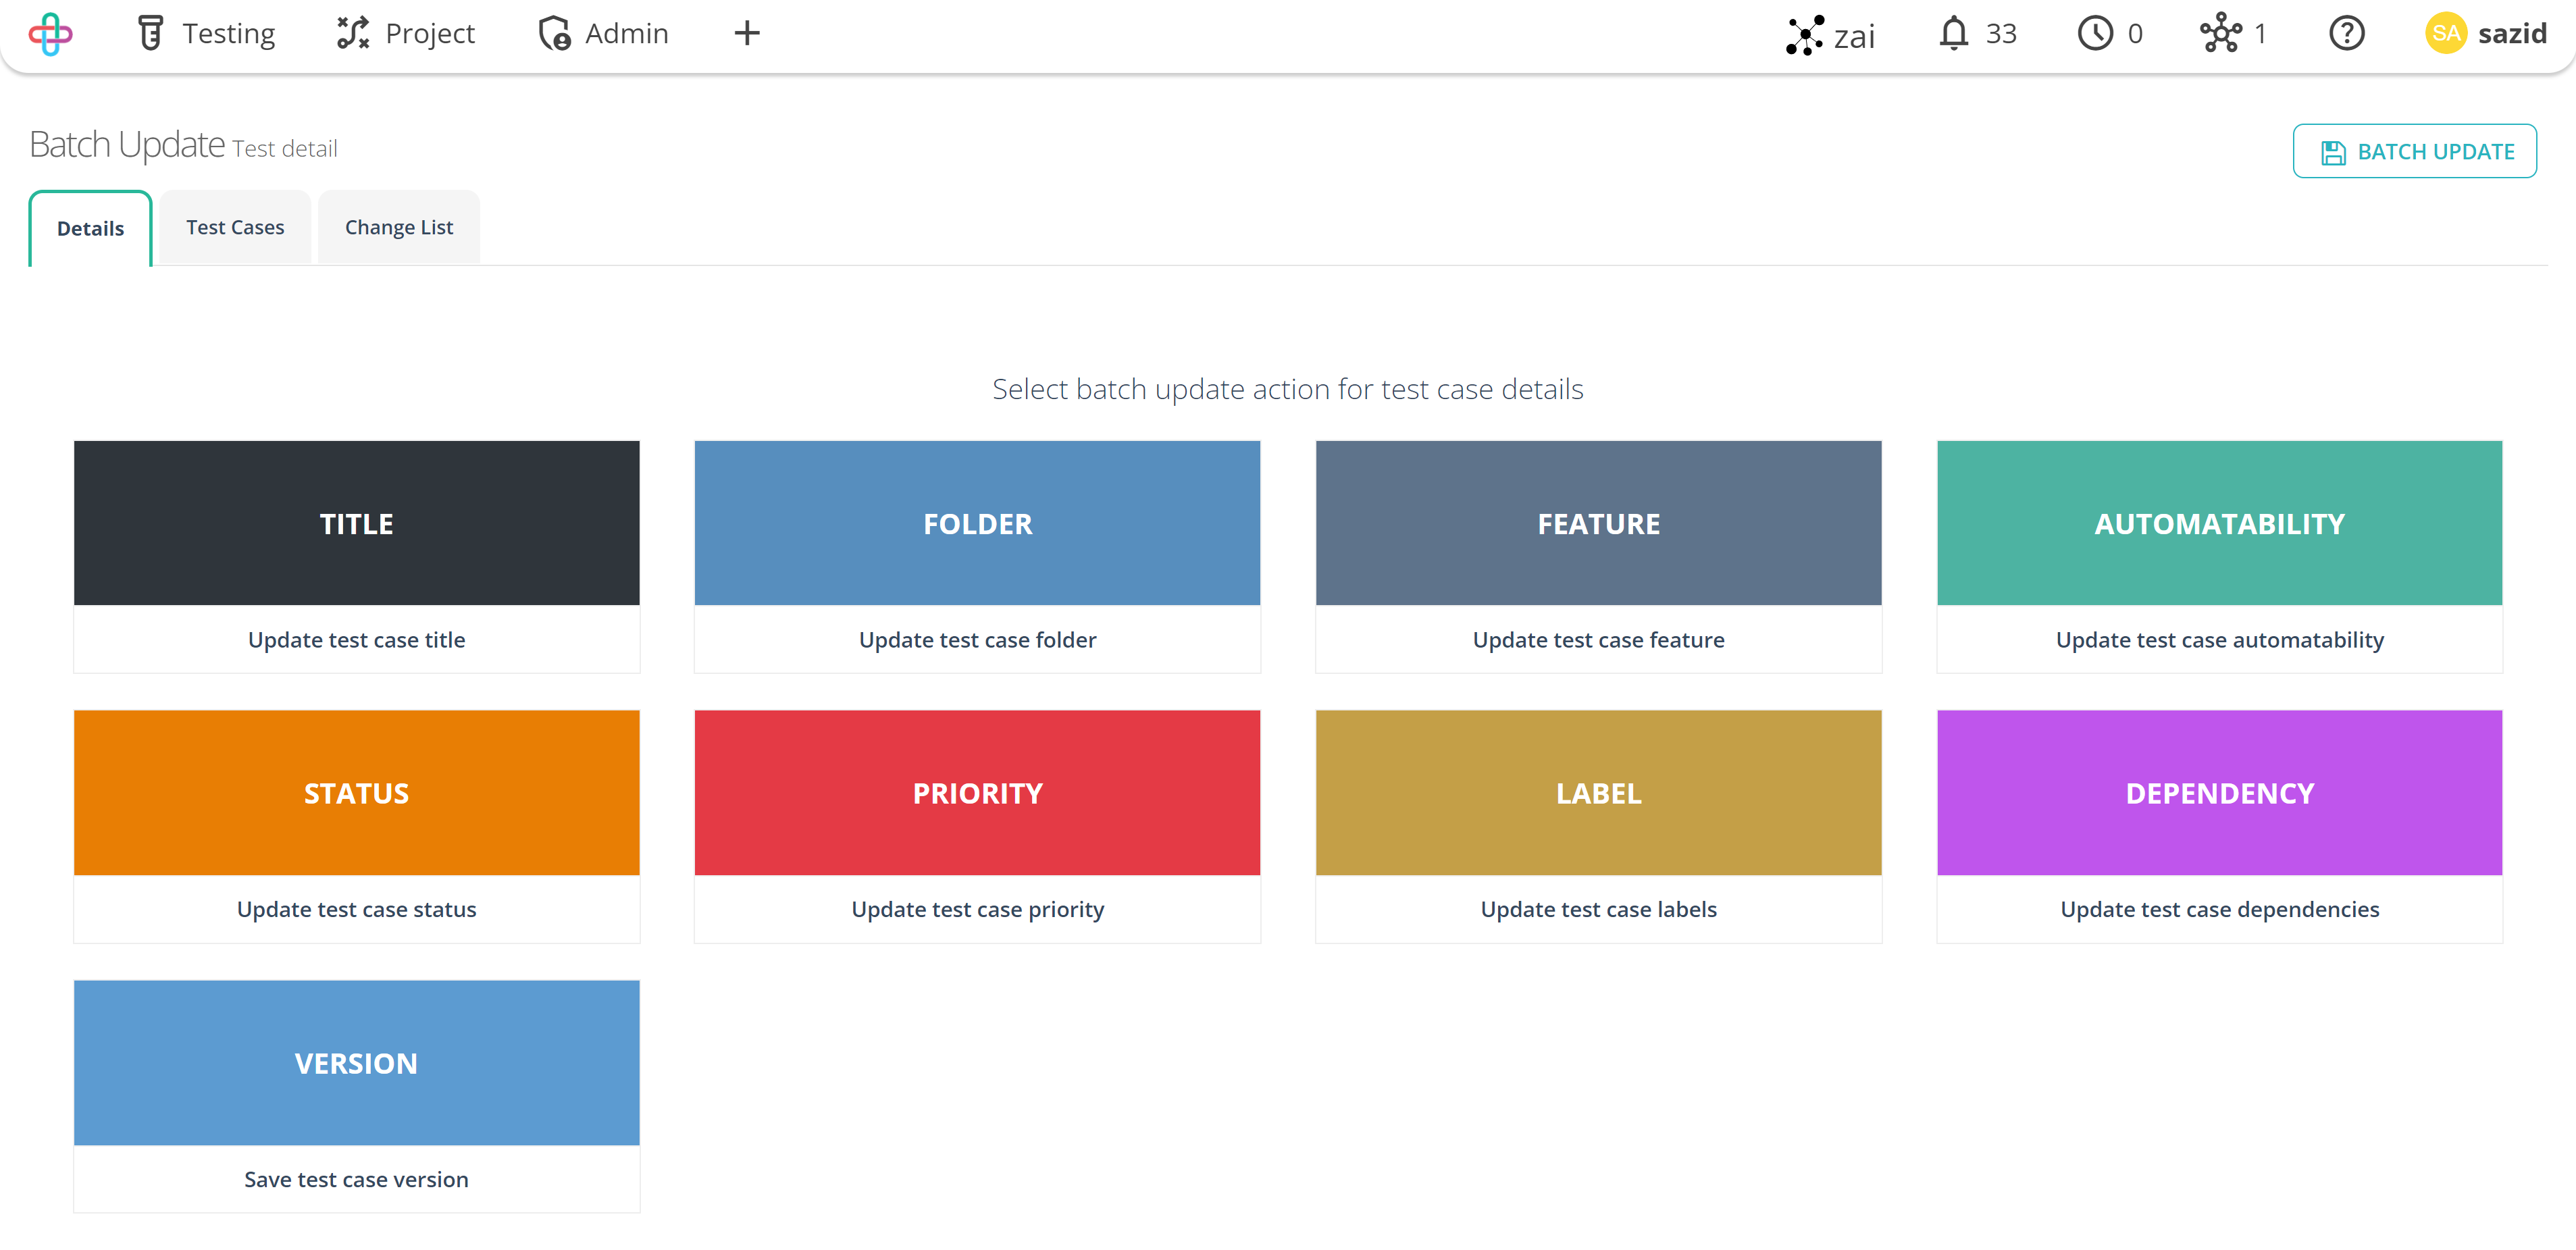 Testing Project Admin + zai 33 0 1 ? SA sazid
Batch Update Test detail
BATCH UPDATE
Details Test Cases Change List
Select batch update action for test case details
TITLE FOLDER FEATURE AUTOMATABILITY
Update test case title Update test case folder Update test case feature Update test case automatability
STATUS PRIORITY LABEL DEPENDENCY
Update test case status Update test case priority Update test case labels Update test case dependencies
VERSION
Save test case version